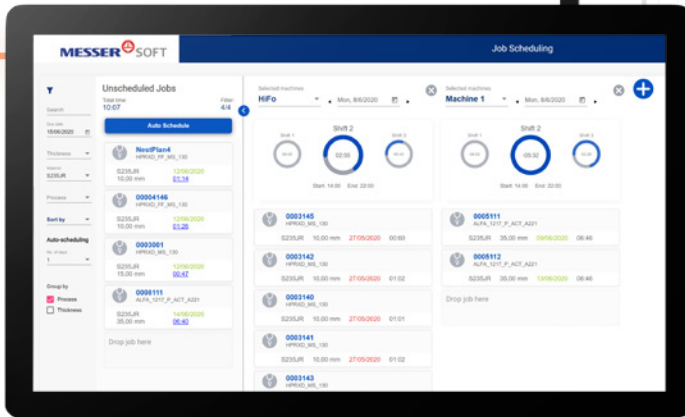 MESSER SOFT
Job Scheduling
Search
Due date
15/06/2020
Thickness
Material
S235JR
Process
Sort by
Auto-scheduling
No. of days
1
Group by
Process
Thickness
Unscheduled Jobs
Total time: Filter:
10:07 4/4
Auto Schedule
NestPlan4
HPRXD_FF_MS_130
S235JR 12/06/2020
10,00 mm 01:14
00004146
HPRXD_FF_MS_130
S235JR 12/06/2020
10.00 mm 01:26
0003001
HPRXD_MS_130
S235JR 12/06/2020
15.00 mm 00:47
0008111
ALFA_1217_P_ACT_A221
S235JR 14/06/2020
35,00 mm 06:40
Drop job here
Selected machines
HiFo Mon, 8/6/2020
Shift 1 Shift 2 Shift 3
02:55
Start: 14:00 End: 22:00
0003145
HPRXD_MS_130
S235JR 10,00 mm 27/05/2020 00:60
0003142
HPRXD_MS_130
S235JR 10,00 mm 27/05/2020 01:02
0003140
HPRXD_MS_130
S235JR 10,00 mm 27/05/2020 01:01
0003141
HPRXD_MS_130
S235JR 10,00 mm 27/05/2020 01:02
0003143
HPRXD_MS_130
Selected machines
Machine 1 Mon, 8/6/2020
Shift 1 Shift 2 Shift 3
-05:32
Start: 14:00 End: 22:00
0005111
ALFA_1217_P_ACT_A221
S235JR 35,00 mm 09/06/2020 06:46
0005112
ALFA_1217_P_ACT_A221
S235JR 35,00 mm 13/06/2020 06:46
Drop job here